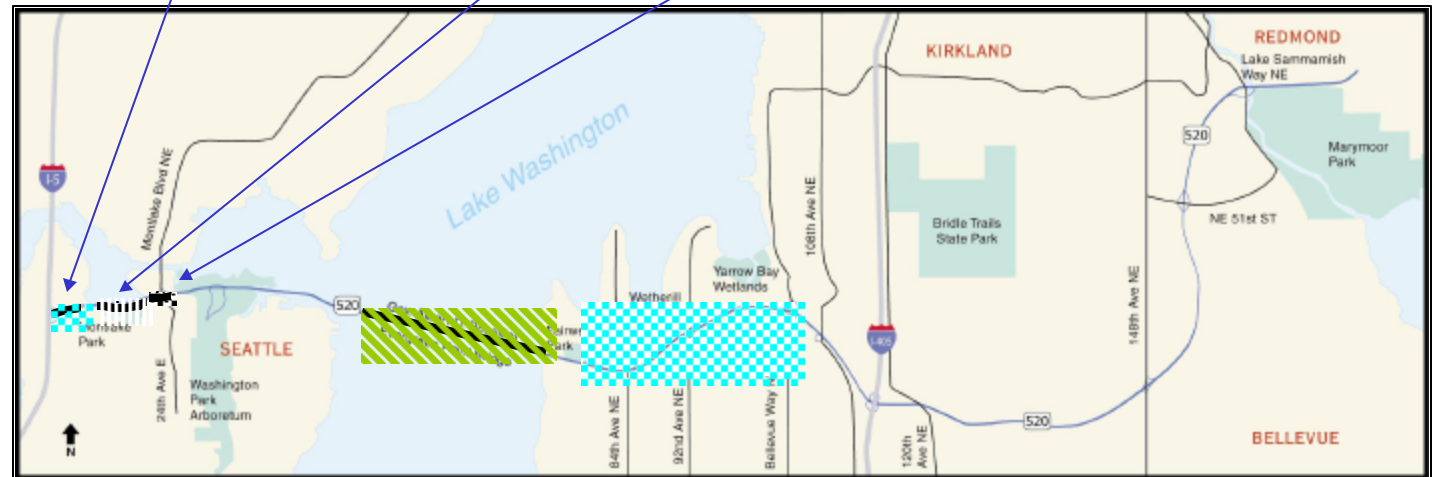 KIRKLAND
REDMOND
Lake Sammamish
Way NE
520
Marymoor
Park
I-5
Montlake Blvd NE
Lake Washington
108th Ave NE
Bridle Trails
State Park
NE 51st ST
Yarrow Bay
Wetlands
Wetherill
520
148th Ave NE
I-405
Park
SEATTLE
24th Ave E
Washington
Park
Arboretum
N
84th Ave NE
92nd Ave NE
Bellevue Way
120th
Ave NE
520
BELLEVUE